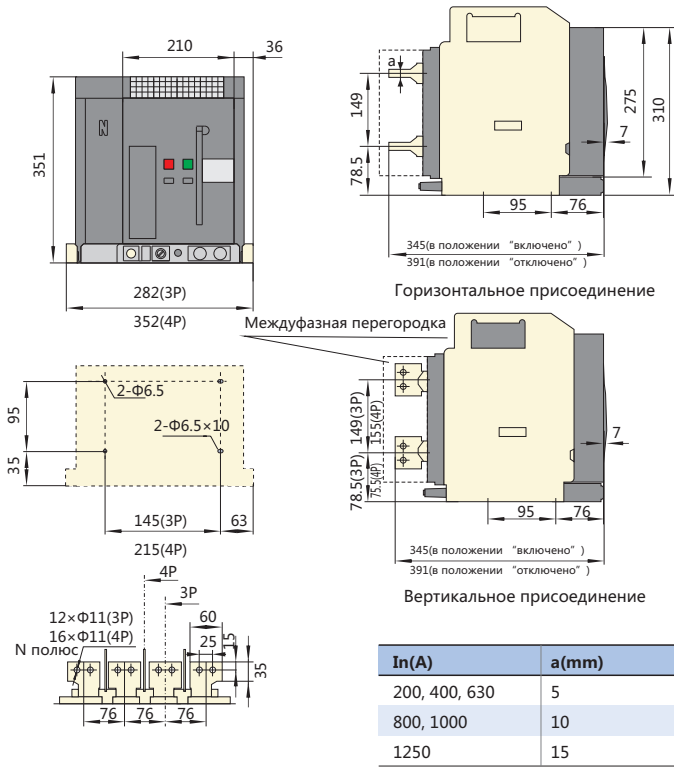 210
36
351
282(3P)
352(4P)
a
149
78.5
275
310
7
95
76
345(в положении “включено”)
391(в положении “отключено”)
Горизонтальное присоединение
Междуфазная перегородка
2-Φ6.5
2-Φ6.5×10
95
35
145(3P)
63
215(4P)
149(3P)
155(4P)
78.5(3P)
75.5(4P)
7
95
76
345(в положении “включено”)
391(в положении “отключено”)
Вертикальное присоединение
4P
3P
12×Φ11(3P)
16×Φ11(4P)
N полюс
60
25
15
35
76
76
76
In(A) a(mm)
200, 400, 630 5
800, 1000 10
1250 15